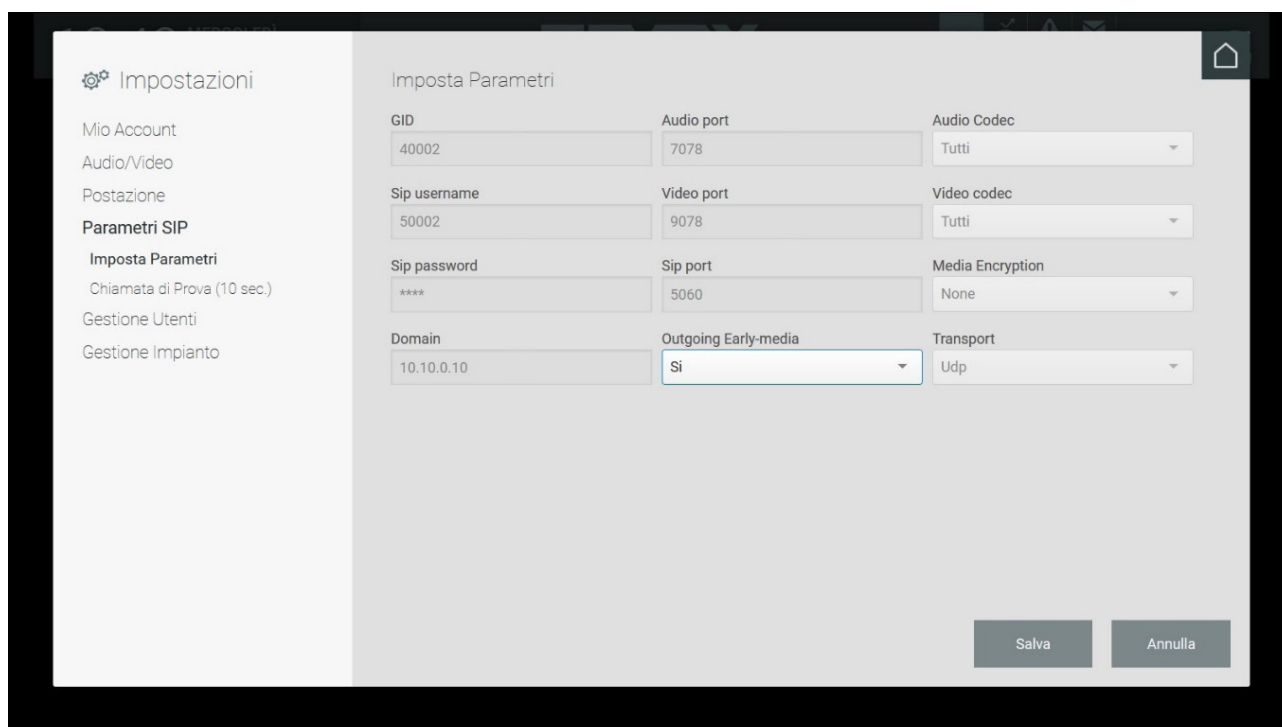 Impostazioni
Mio Account
Audio/Video
Postazione
Parametri SIP
Imposta Parametri
Chiamata di Prova (10 sec.)
Gestione Utenti
Gestione Impianto
Imposta Parametri
GID
40002
Audio port
7078
Audio Codec
Tutti
Sip username
50002
Video port
9078
Video codec
Tutti
Sip password
****
Sip port
5060
Media Encryption
None
Domain
10.10.0.10
Outgoing Early-media
Si
Transport
Udp
Salva
Annulla